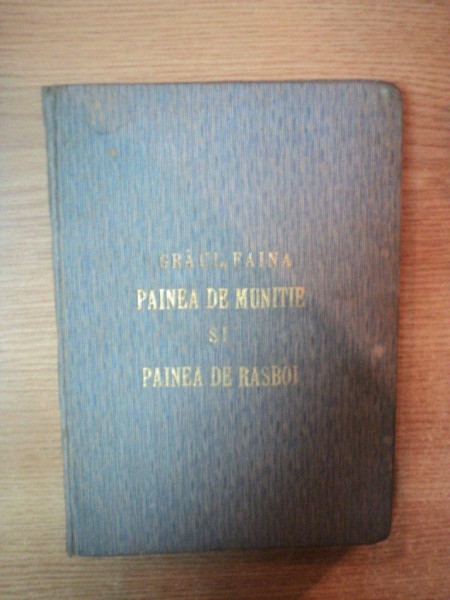 GRÂUL, FAINA
PAINEA DE MUNITIE
SI
PAINEA DE RASBOI